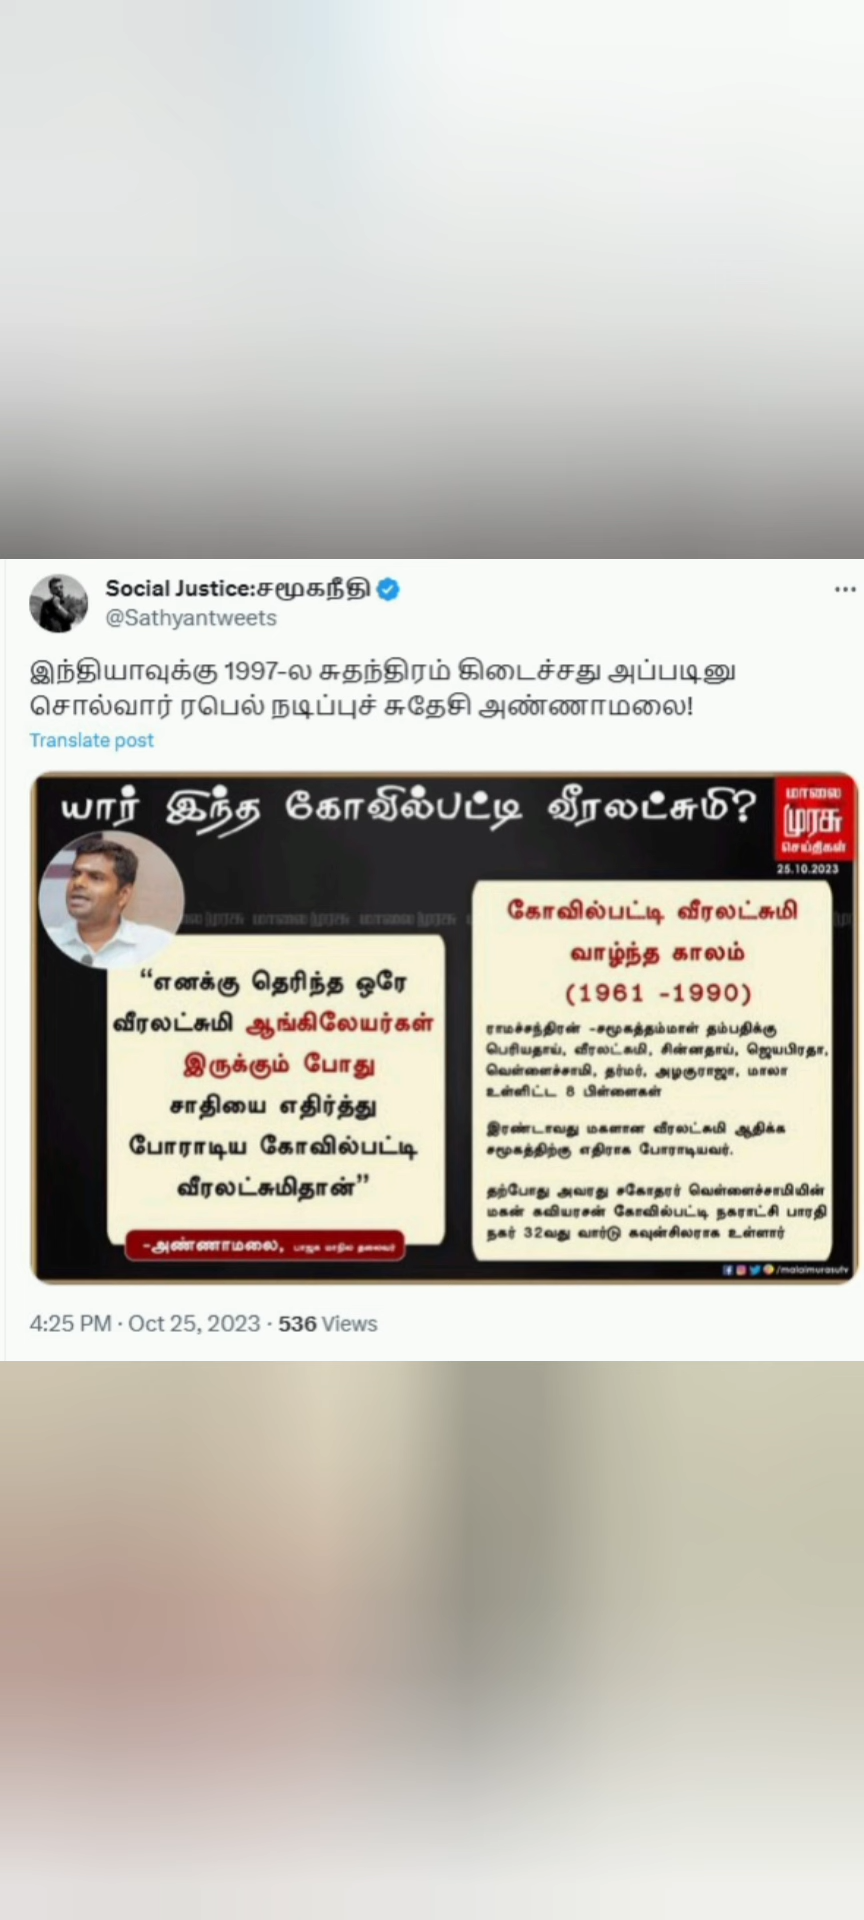 Social Justice:சமூகநீதி
@Sathyantweets
இந்தியாவுக்கு 1997-ல சுதந்திரம் கிடைச்சது அப்படினு
சொல்வார் ரபெல் நடிப்புச் சுதேசி அண்ணாமலை!
Translate post
யார் இந்த கோவில்பட்டி வீரலட்சுமி?
மாலை
முரசு
செய்திகள்
25.10.2023
“எனக்கு தெரிந்த ஒரே
வீரலட்சுமி ஆங்கிலேயர்கள்
இருக்கும் போது
சாதியை எதிர்த்து
போராடிய கோவில்பட்டி
வீரலட்சுமிதான்”
-அண்ணாமலை, பாஜக மாநில தலைவர்
கோவில்பட்டி வீரலட்சுமி
வாழ்ந்த காலம்
(1961 -1990)
ராமச்சந்திரன் -சமூகத்தம்மாள் தம்பதிக்கு
பெரியதாய், வீரலட்சுமி, சின்னதாய், ஜெயபிரதா,
வெள்ளைச்சாமி, தர்மர், அழகுராஜா, மாலா
உள்ளிட்ட 8 பிள்ளைகள்
இரண்டாவது மகளான வீரலட்சுமி ஆதிக்க
சமூகத்திற்கு எதிராக போராடியவர்.
தற்போது அவரது சகோதரர் வெள்ளைச்சாமியின்
மகன் கவியரசன் கோவில்பட்டி நகராட்சி பாரதி
நகர் 32வது வார்டு கவுன்சிலராக உள்ளார்
/malaimurasutv
4:25 PM · Oct 25, 2023 · 536 Views